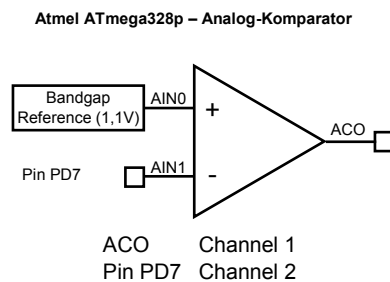 Atmel ATmega328p – Analog-Komparator
Bandgap
Reference (1,1V)
AIN0
+
ACO
Pin PD7
AIN1
-
ACO Channel 1
Pin PD7 Channel 2